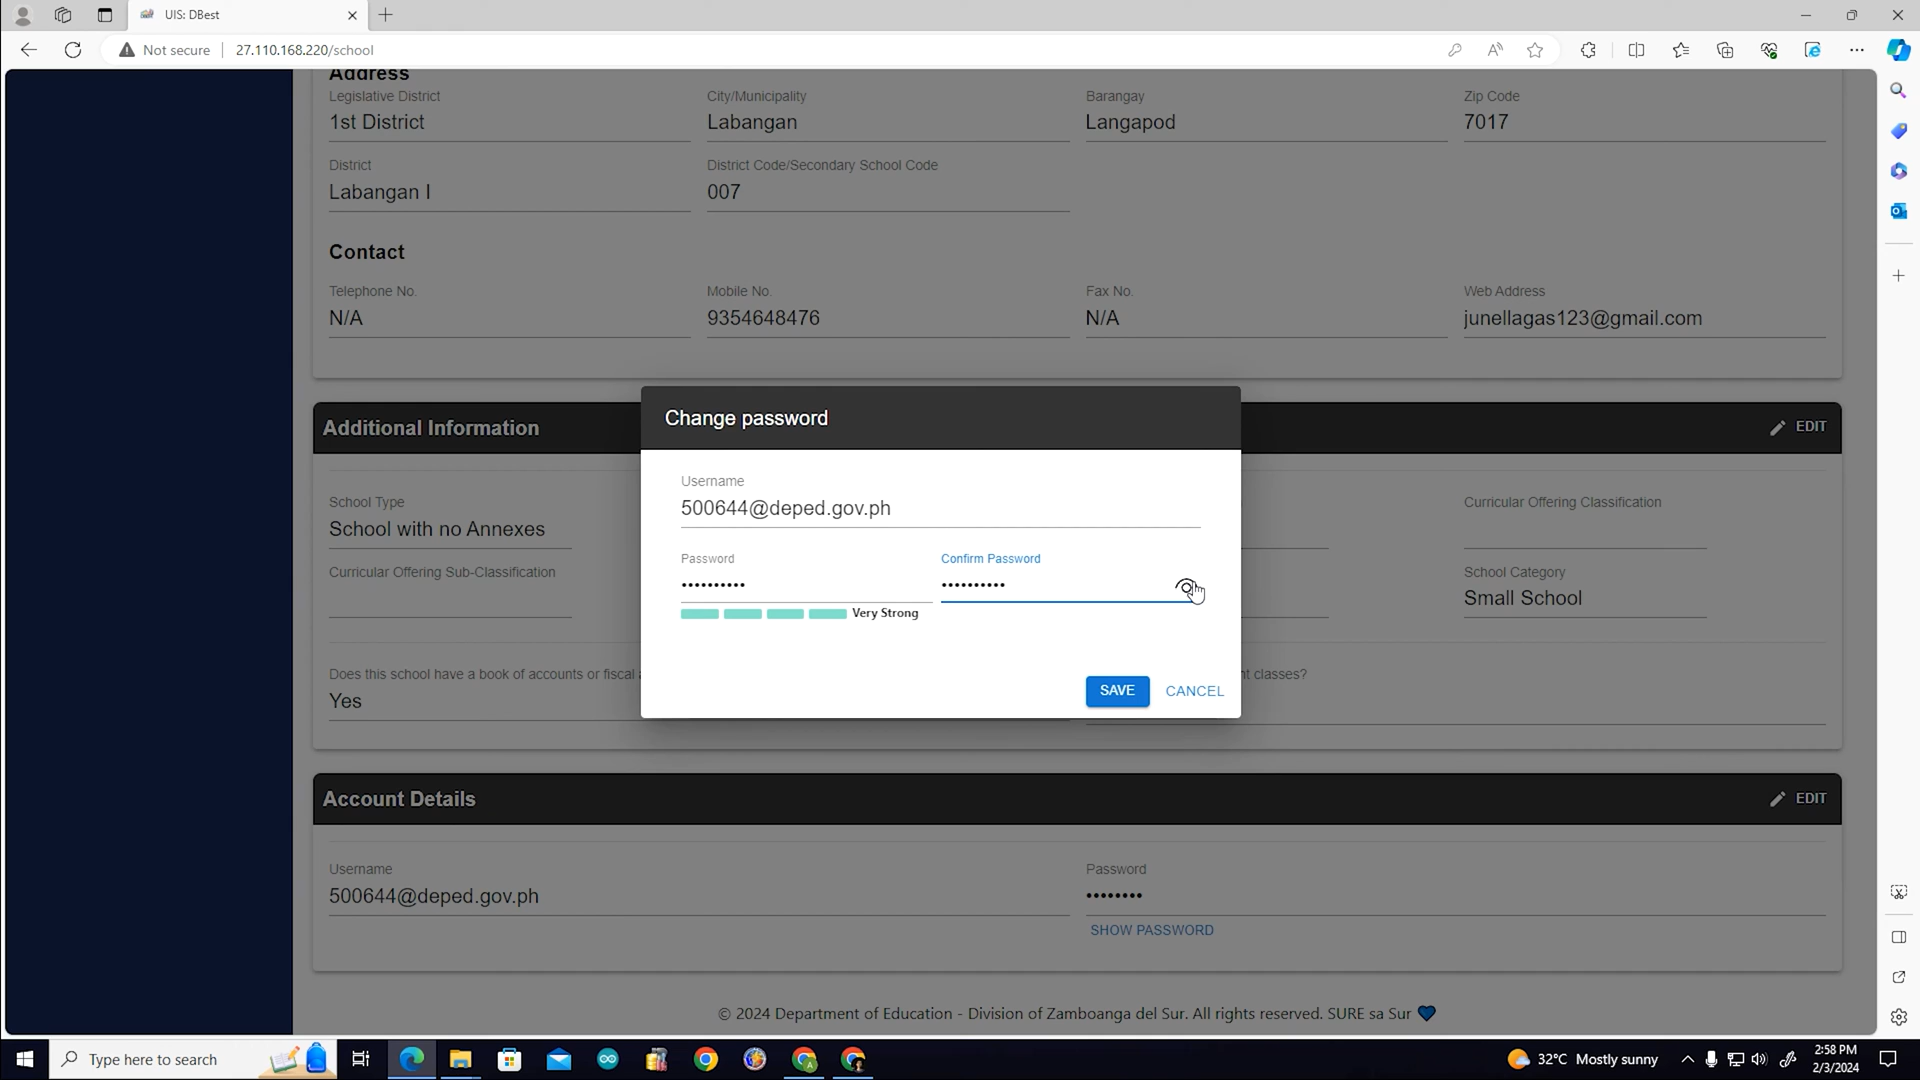 UIS: DBest
Not secure
27.110.168.220/school
Address
Legislative District
City/Municipality
Barangay
Zip Code
1st District
Labangan
Langapod
7017
District
District Code/Secondary School Code
Labangan I
007
Contact
Telephone No.
Mobile No.
Fax No.
Web Address
N/A
9354648476
N/A
junellagas123@gmail.com
Change password
Additional Information
EDIT
Username
500644@deped.gov.ph
School Type
Curricular Offering Classification
School with no Annexes
Password
Confirm Password
Curricular Offering Sub-Classification
School Category
Small School
Very Strong
Does this school have a book of accounts or fiscal
nt classes?
Yes
SAVE
CANCEL
Account Details
EDIT
Username
Password
500644@deped.gov.ph
SHOW PASSWORD
© 2024 Department of Education - Division of Zamboanga del Sur. All rights reserved. SURE sa Sur
Type here to search
32°C Mostly sunny
2:58 PM
2/3/2024